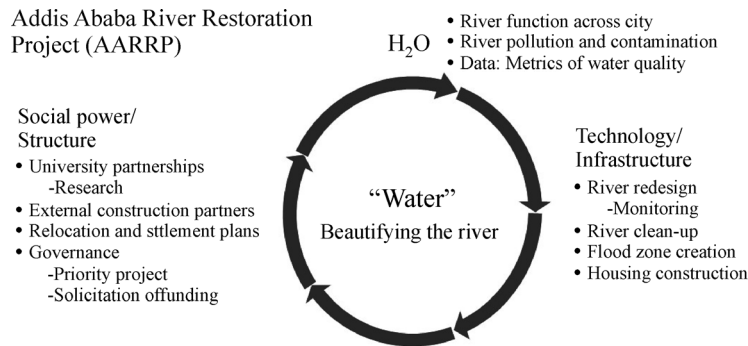 Addis Ababa River Restoration
Project (AARRP)
H₂O
• River function across city
• River pollution and contamination
• Data: Metrics of water quality
Social power/
Structure
• University partnerships
-Research
• External construction partners
• Relocation and sttlement plans
• Governance
-Priority project
-Solicitation offunding
“Water”
Beautifying the river
Technology/
Infrastructure
• River redesign
-Monitoring
• River clean-up
• Flood zone creation
• Housing construction